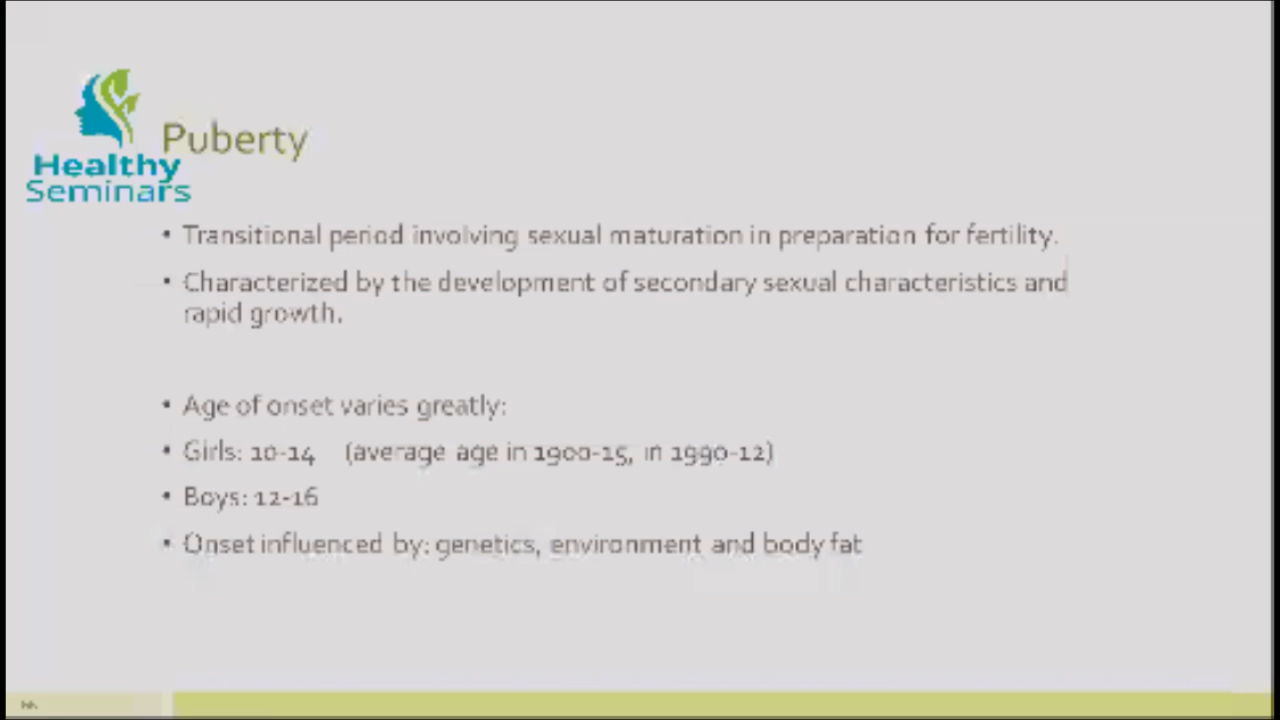 Puberty
Healthy
Seminars
• Transitional period involving sexual maturation in preparation for fertility.
• Characterized by the development of secondary sexual characteristics and
rapid growth.
• Age of onset varies greatly:
• Girls: 10-14 (average age in 1900-15, in 1990-12)
• Boys: 12-16
• Onset influenced by: genetics, environment and body fat